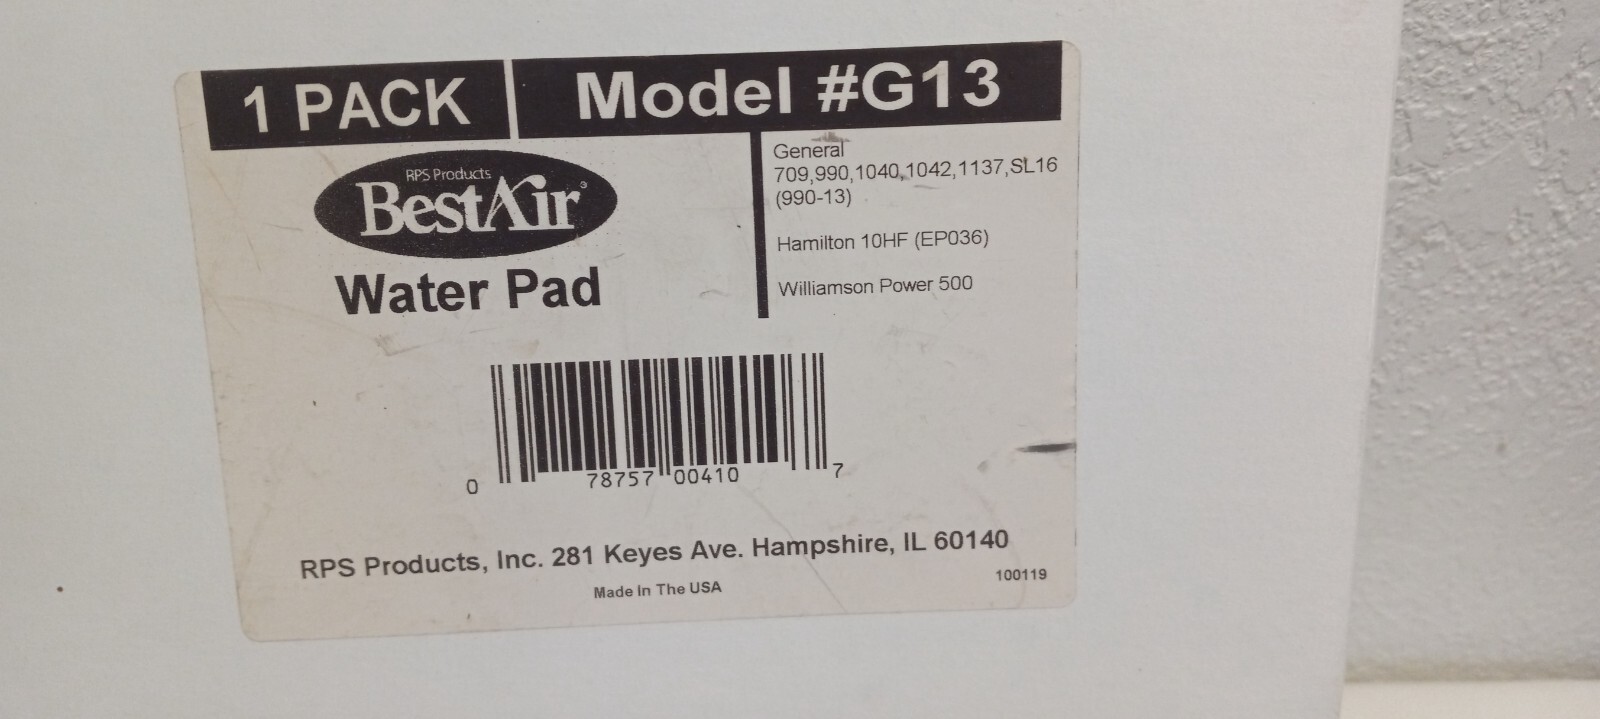 1 PACK
Model #G13
RPS Products
BestAir
Water Pad
General
709,990,1040,1042,1137,SL16
(990-13)
Hamilton 10HF (EP036)
Williamson Power 500
0 78757 00410 7
RPS Products, Inc. 281 Keyes Ave. Hampshire, IL 60140
Made In The USA
100119